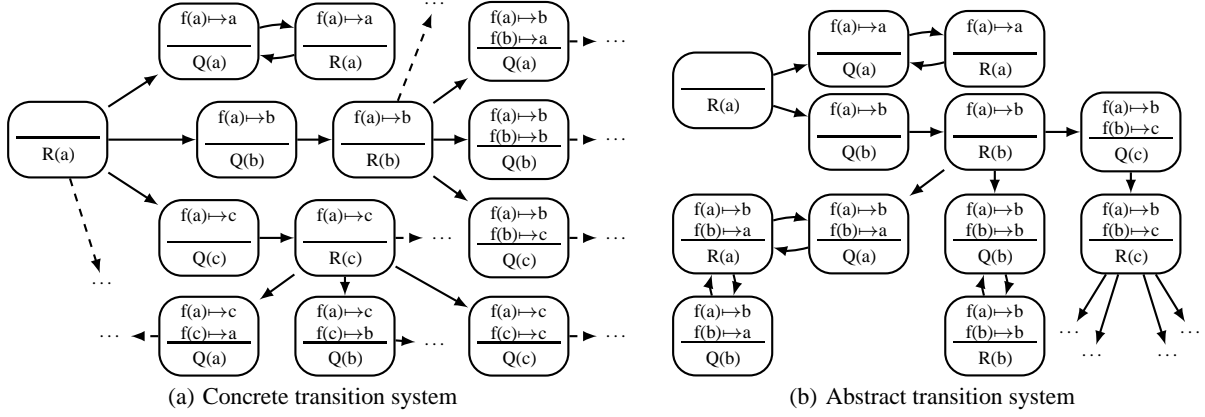 f(a)↦a
Q(a)
f(a)↦a
R(a)
...
f(a)↦b
f(b)↦a
Q(a)
...
R(a)
f(a)↦b
Q(b)
f(a)↦b
R(b)
f(a)↦b
f(b)↦b
Q(b)
...
f(a)↦c
Q(c)
f(a)↦c
R(c)
...
f(a)↦b
f(b)↦c
Q(c)
...
...
...
f(a)↦c
f(c)↦a
Q(a)
f(a)↦c
f(c)↦b
Q(b)
...
f(a)↦c
f(c)↦c
Q(c)
...
(a) Concrete transition system
R(a)
f(a)↦a
Q(a)
f(a)↦a
R(a)
f(a)↦b
Q(b)
f(a)↦b
R(b)
f(a)↦b
f(b)↦c
Q(c)
f(a)↦b
f(b)↦a
R(a)
f(a)↦b
f(b)↦a
Q(a)
f(a)↦b
f(b)↦b
Q(b)
f(a)↦b
f(b)↦c
R(c)
f(a)↦b
f(b)↦a
Q(b)
f(a)↦b
f(b)↦b
R(b)
...
...
...
...
(b) Abstract transition system